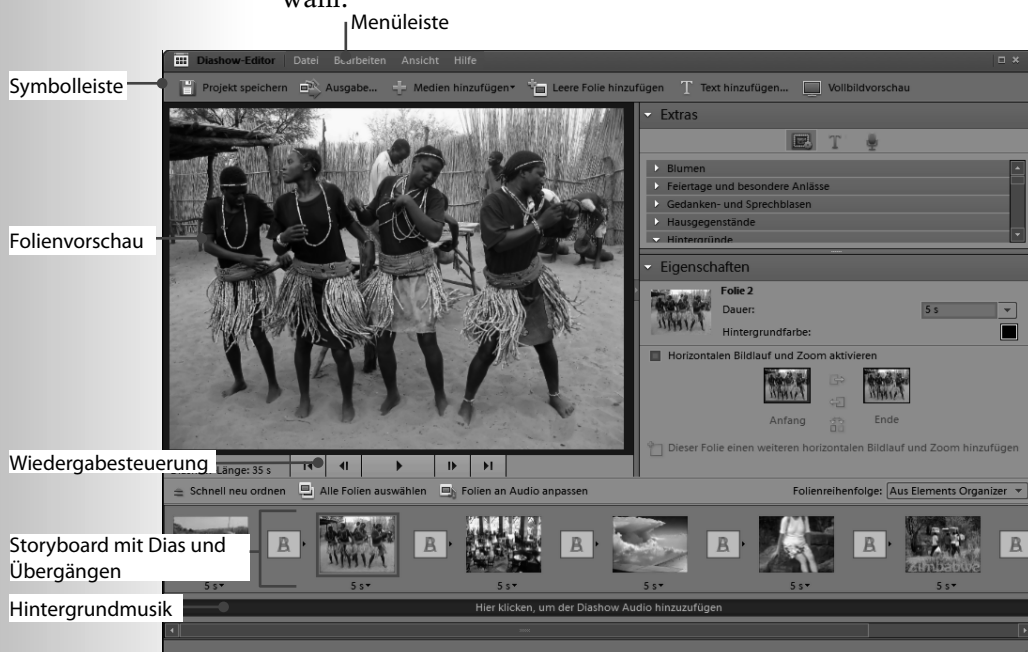 wahl.
Menüleiste
Diashow-Editor Datei Bearbeiten Ansicht Hilfe
Symbolleiste
Projekt speichern Ausgabe... Medien hinzufügen Leere Folie hinzufügen Text hinzufügen... Vollbildvorschau
Extras
Blumen
Feiertage und besondere Anlässe
Gedanken- und Sprechblasen
Hausgegenstände
Hintergründe
Folienvorschau
Eigenschaften
Folie 2
Dauer: 5 s
Hintergrundfarbe:
Horizontalen Bildlauf und Zoom aktivieren
Anfang Ende
Dieser Folie einen weiteren horizontalen Bildlauf und Zoom hinzufügen
Wiedergabesteuerung
Länge: 35 s
Schnell neu ordnen Alle Folien auswählen Folien an Audio anpassen Folienreihenfolge: Aus Elements Organizer
Storyboard mit Dias und
Übergängen
Zimbabwe
5 s 5 s 5 s 5 s 5 s 5 s
Hintergrundmusik
Hier klicken, um der Diashow Audio hinzuzufügen